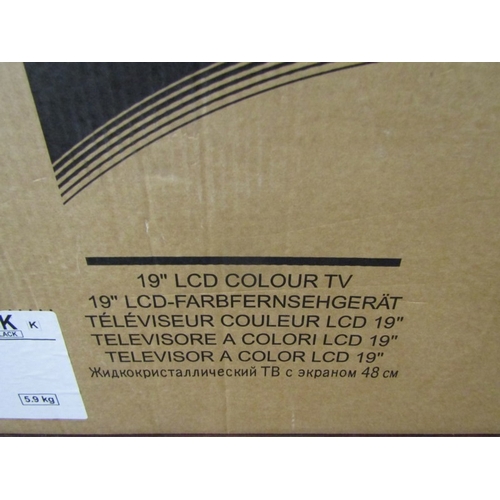 19" LCD COLOUR TV
19" LCD-FARBFERNSEHGERÄT
TÉLÉVISEUR COULEUR LCD 19"
TELEVISORE A COLORI LCD 19"
TELEVISOR A COLOR LCD 19"
Жидкокристаллический ТВ с экраном 48 см
K K
LACK
5.9 kg